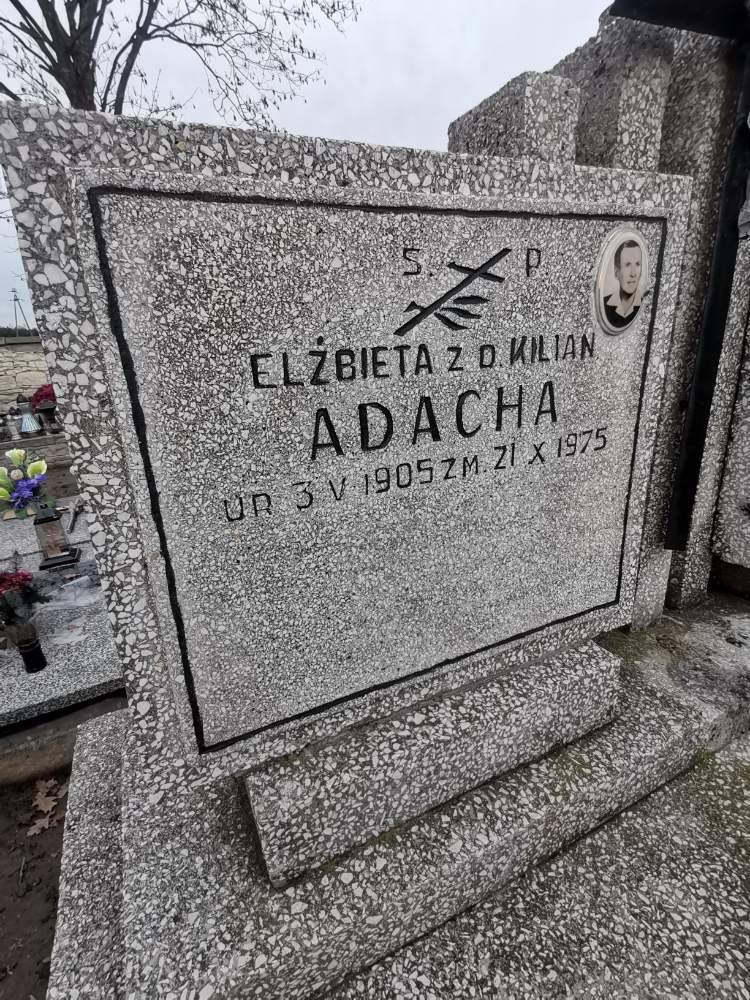 S. P
ELŻBIETA Z D. KILIAN
ADACHA
UR 3 V 1905 ZM. 21 X 1975